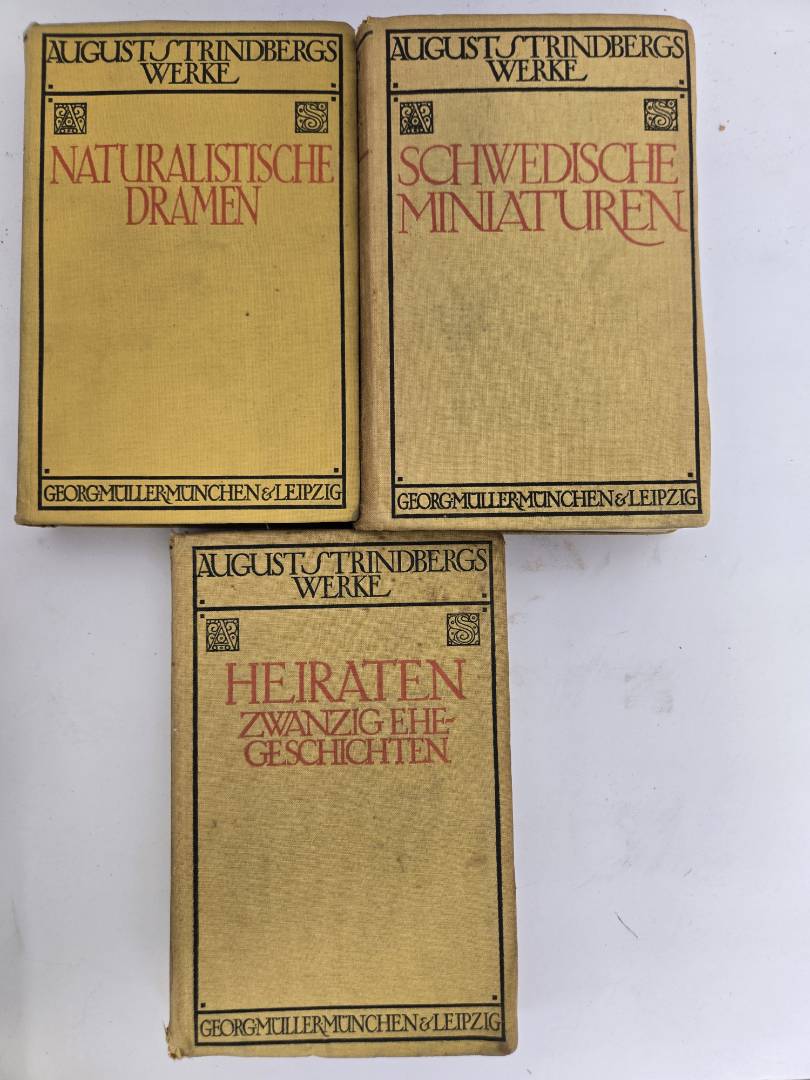 AUGUST STRINDBERGS
WERKE
A S
NATURALISTISCHE
DRAMEN
GEORG·MÜLLER·MÜNCHEN & LEIPZIG
AUGUST STRINDBERGS
WERKE
A S
SCHWEDISCHE
MINIATUREN
GEORG·MÜLLER·MÜNCHEN & LEIPZIG
AUGUST STRINDBERGS
WERKE
A S
HEIRATEN
ZWANZIG EHE-
GESCHICHTEN
GEORG·MÜLLER·MÜNCHEN & LEIPZIG